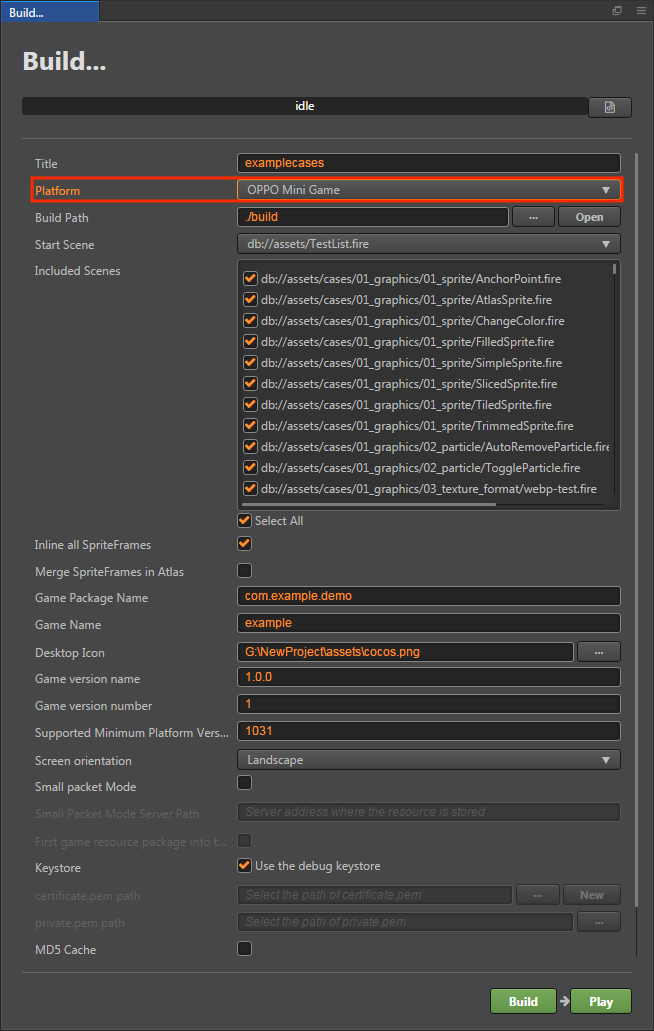 Build...
Build...
idle
Title examplecases
Platform OPPO Mini Game
Build Path ./build ... Open
Start Scene db://assets/TestList.fire
Included Scenes
db://assets/cases/01_graphics/01_sprite/AnchorPoint.fire
db://assets/cases/01_graphics/01_sprite/AtlasSprite.fire
db://assets/cases/01_graphics/01_sprite/ChangeColor.fire
db://assets/cases/01_graphics/01_sprite/FilledSprite.fire
db://assets/cases/01_graphics/01_sprite/SimpleSprite.fire
db://assets/cases/01_graphics/01_sprite/SlicedSprite.fire
db://assets/cases/01_graphics/01_sprite/TiledSprite.fire
db://assets/cases/01_graphics/01_sprite/TrimmedSprite.fire
db://assets/cases/01_graphics/02_particle/AutoRemoveParticle.fire
db://assets/cases/01_graphics/02_particle/ToggleParticle.fire
db://assets/cases/01_graphics/03_texture_format/webp-test.fire
Select All
Inline all SpriteFrames
Merge SpriteFrames in Atlas
Game Package Name com.example.demo
Game Name example
Desktop Icon G:\NewProject\assets\cocos.png ...
Game version name 1.0.0
Game version number 1
Supported Minimum Platform Vers... 1031
Screen orientation Landscape
Small packet Mode
Small Packet Mode Server Path Server address where the resource is stored
First game resource package into t...
Keystore Use the debug keystore
certificate.pem path Select the path of certificate.pem ... New
private.pem path Select the path of private.pem ...
MD5 Cache
Build Play